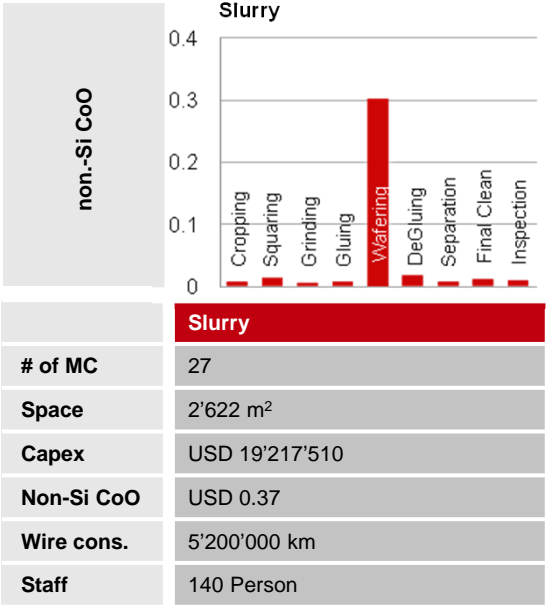 Slurry
non.-Si CoO
0.4
0.3
0.2
0.1
0
Cropping
Squaring
Grinding
Gluing
Wafering
DeGluing
Separation
Final Clean
Inspection
Slurry
# of MC 27
Space 2’622 m²
Capex USD 19’217’510
Non-Si CoO USD 0.37
Wire cons. 5’200’000 km
Staff 140 Person